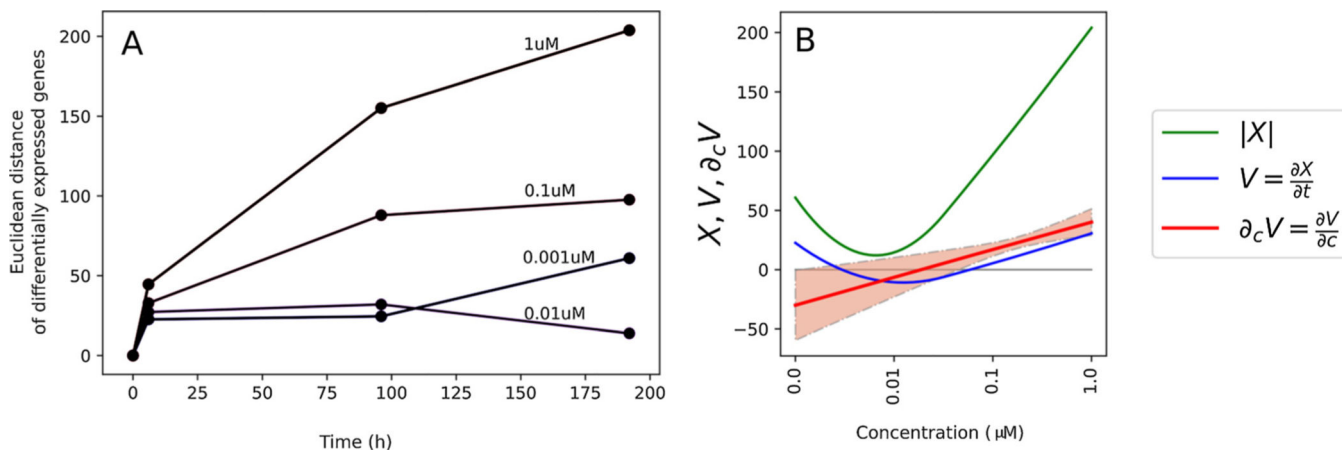 A
Euclidean distance
of differentially expressed genes
200
150
100
50
0
1uM
0.1uM
0.001uM
0.01uM
0 25 50 75 100 125 150 175 200
Time (h)
B
X, V, ∂cV
200
150
100
50
0
−50
0.0 0.01 0.1 1.0
Concentration (μM)
|X|
V = ∂X/∂t
∂cV = ∂V/∂c